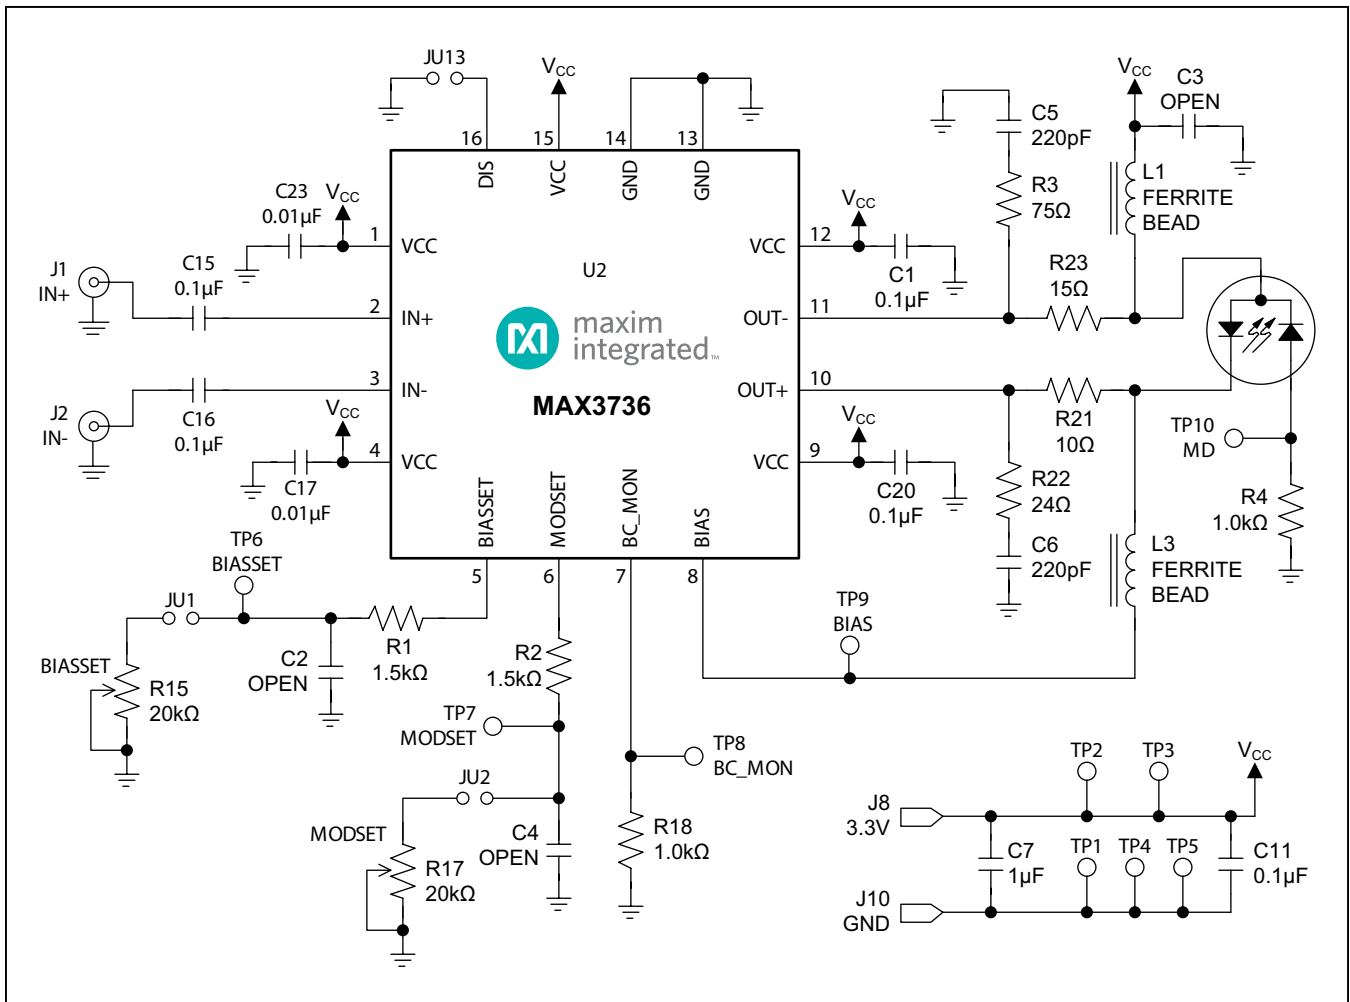 JU13
VCC
VCC
C3
OPEN
C5
220pF
16
15
14
13
DIS
VCC
GND
GND
R3
75Ω
L1
FERRITE
BEAD
C23
0.01µF
VCC
1
VCC
VCC
12
VCC
C1
0.1µF
J1
IN+
C15
0.1µF
2
IN+
U2
OUT-
11
R23
15Ω
maxim
integrated™
MAX3736
J2
IN-
C16
0.1µF
3
IN-
OUT+
10
R21
10Ω
TP10
MD
VCC
4
VCC
C17
0.01µF
VCC
9
VCC
C20
0.1µF
R22
24Ω
R4
1.0kΩ
BIASSET
MODSET
BC_MON
BIAS
5
6
7
8
C6
220pF
L3
FERRITE
BEAD
TP6
BIASSET
JU1
R1
1.5kΩ
C2
OPEN
BIASSET
R15
20kΩ
R2
1.5kΩ
TP9
BIAS
TP7
MODSET
TP8
BC_MON
JU2
MODSET
R17
20kΩ
C4
OPEN
R18
1.0kΩ
TP2
TP3
VCC
J8
3.3V
C7
1µF
TP1
TP4
TP5
C11
0.1µF
J10
GND